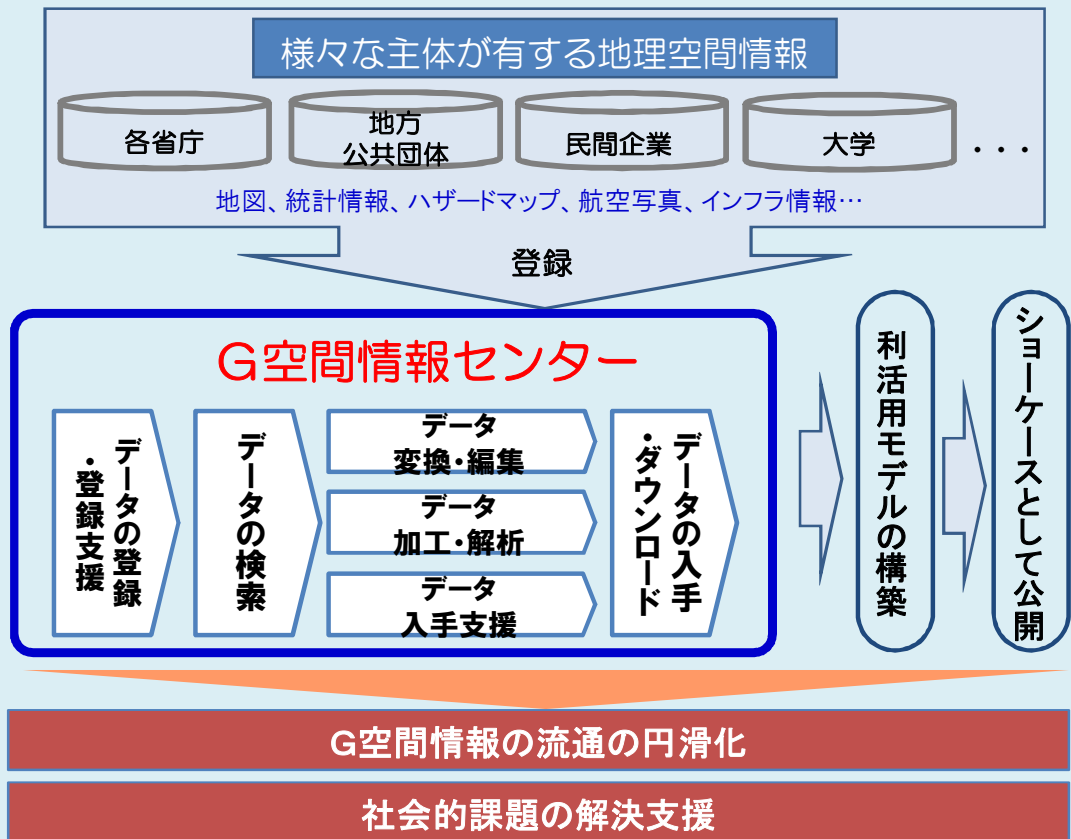 様々な主体が有する地理空間情報
各省庁
地方
公共団体
民間企業
大学
・・・
地図、統計情報、ハザードマップ、航空写真、インフラ情報…
登録
G空間情報センター
データの登録
・登録支援
データの検索
データ
変換・編集
データ
加工・解析
データ
入手支援
データの入手
・ダウンロード
利活用モデルの構築
ショーケースとして公開
G空間情報の流通の円滑化
社会的課題の解決支援